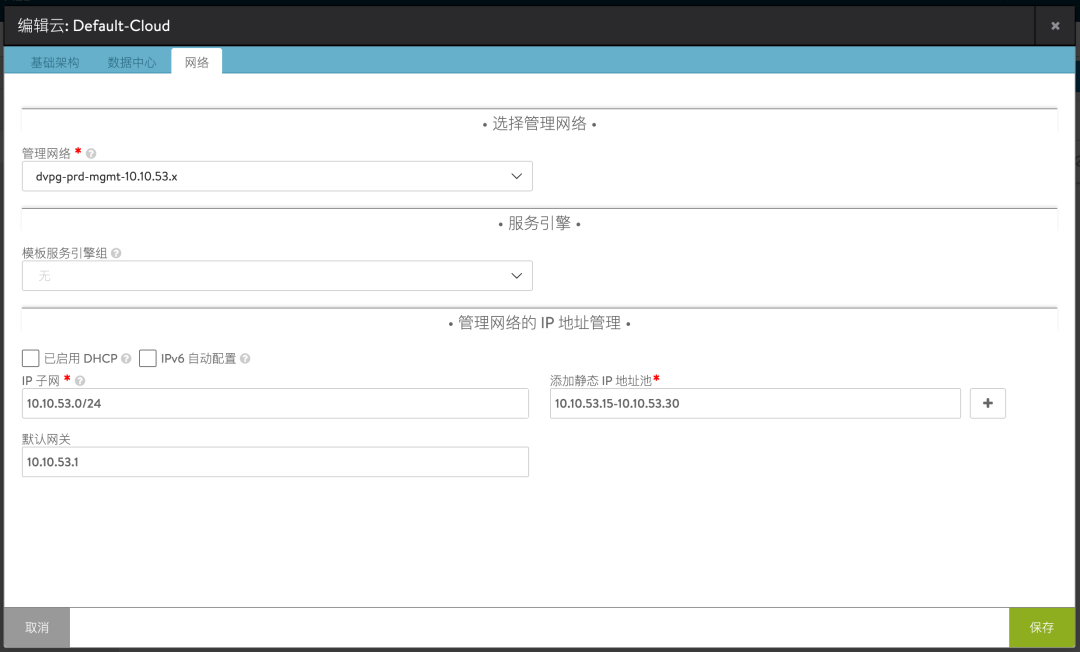 编辑云: Default-Cloud
基础架构 数据中心 网络
• 选择管理网络 •
管理网络 *
dvpg-prd-mgmt-10.10.53.x
• 服务引擎 •
模板服务引擎组
无
• 管理网络的 IP 地址管理 •
已启用 DHCP IPv6 自动配置
IP 子网 * 添加静态 IP 地址池*
10.10.53.0/24 10.10.53.15-10.10.53.30 +
默认网关
10.10.53.1
取消 保存